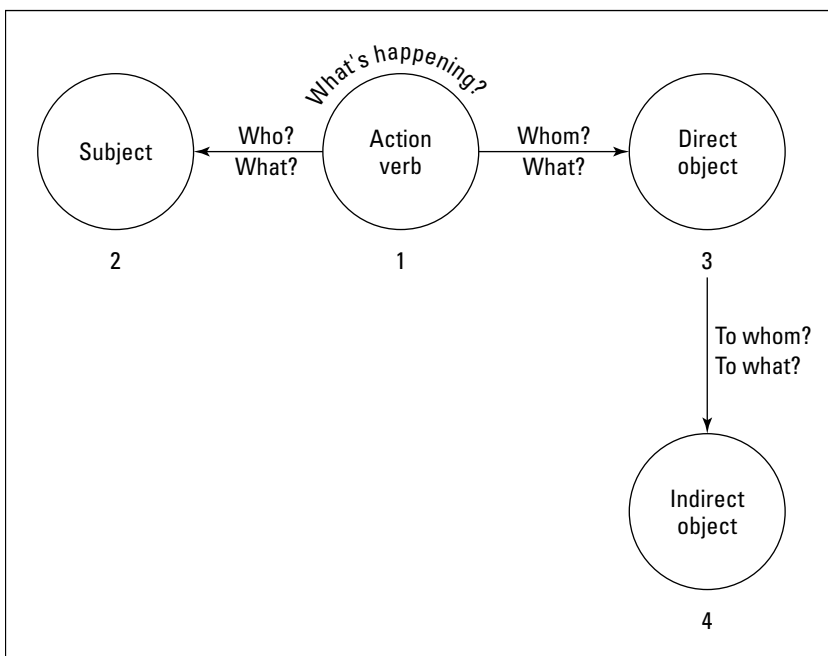 What's happening?
Subject
Who?
What?
Action
verb
Whom?
What?
Direct
object
2
1
3
To whom?
To what?
Indirect
object
4